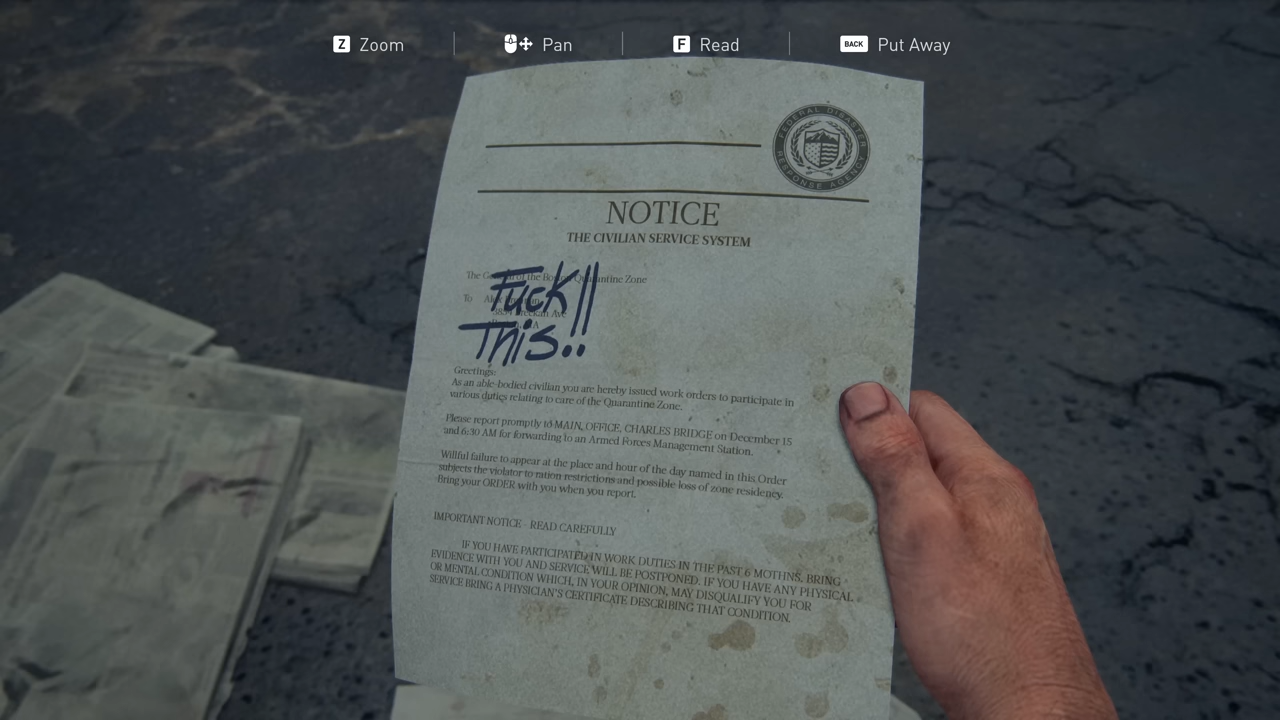 Z Zoom
Pan
F Read
BACK Put Away
FEDERAL DISASTER RESPONSE AGENCY
NOTICE
THE CIVILIAN SERVICE SYSTEM
The of the Quarantine Zone
To
Ave
Fuck!!
This!!
Greetings:
As an able-bodied civilian you are hereby issued work orders to participate in
various duties relating to care of the Quarantine Zone.
Please report promptly to MAIN, OFFICE, CHARLES BRIDGE on December 15
and 6:30 AM for forwarding to an Armed Forces Management Station.
Willful failure to appear at the place and hour of the day named in this Order
subjects the violator to ration restrictions and possible loss of zone residency.
Bring your ORDER with you when you report.
IMPORTANT NOTICE - READ CAREFULLY
IF YOU HAVE PARTICIPATED IN WORK DUTIES IN THE PAST 6 MOTHNS, BRING
EVIDENCE WITH YOU AND SERVICE WILL BE POSTPONED. IF YOU HAVE ANY PHYSICAL
OR MENTAL CONDITION WHICH, IN YOUR OPINION, MAY DISQUALIFY YOU FOR
SERVICE BRING A PHYSICIAN'S CERTIFICATE DESCRIBING THAT CONDITION.